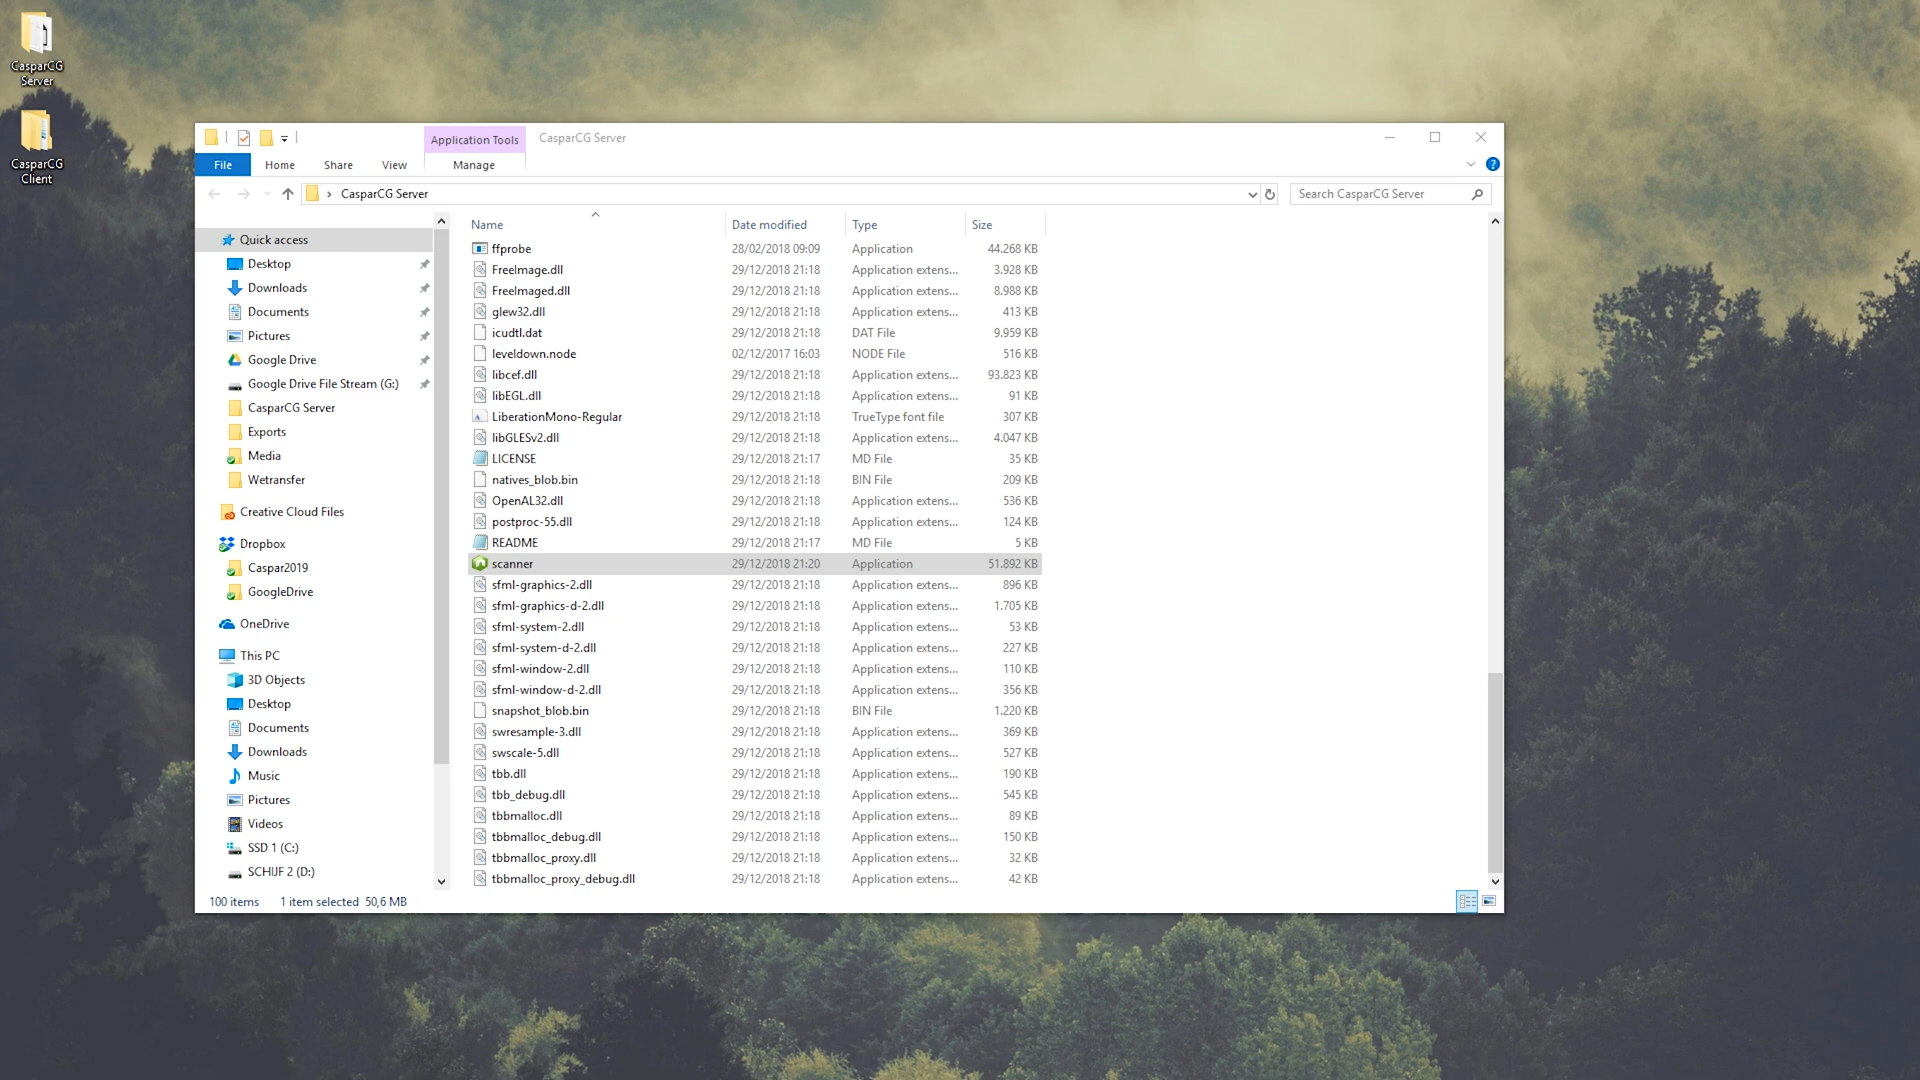 CasparCG
Server
CasparCG
Client
Application Tools
CasparCG Server
File
Home
Share
View
Manage
CasparCG Server
Search CasparCG Server
Quick access
Desktop
Downloads
Documents
Pictures
Google Drive
Google Drive File Stream (G:)
CasparCG Server
Exports
Media
Wetransfer
Creative Cloud Files
Dropbox
Caspar2019
GoogleDrive
OneDrive
This PC
3D Objects
Desktop
Documents
Downloads
Music
Pictures
Videos
SSD 1 (C:)
SCHIJF 2 (D:)
Name Date modified Type Size
ffprobe 28/02/2018 09:09 Application 44.268 KB
FreeImage.dll 29/12/2018 21:18 Application extens... 3.928 KB
FreeImaged.dll 29/12/2018 21:18 Application extens... 8.988 KB
glew32.dll 29/12/2018 21:18 Application extens... 413 KB
icudtl.dat 29/12/2018 21:18 DAT File 9.959 KB
leveldown.node 02/12/2017 16:03 NODE File 516 KB
libcef.dll 29/12/2018 21:18 Application extens... 93.823 KB
libEGL.dll 29/12/2018 21:18 Application extens... 91 KB
LiberationMono-Regular 29/12/2018 21:18 TrueType font file 307 KB
libGLESv2.dll 29/12/2018 21:18 Application extens... 4.047 KB
LICENSE 29/12/2018 21:17 MD File 35 KB
natives_blob.bin 29/12/2018 21:18 BIN File 209 KB
OpenAL32.dll 29/12/2018 21:18 Application extens... 536 KB
postproc-55.dll 29/12/2018 21:18 Application extens... 124 KB
README 29/12/2018 21:17 MD File 5 KB
scanner 29/12/2018 21:20 Application 51.892 KB
sfml-graphics-2.dll 29/12/2018 21:18 Application extens... 896 KB
sfml-graphics-d-2.dll 29/12/2018 21:18 Application extens... 1.705 KB
sfml-system-2.dll 29/12/2018 21:18 Application extens... 53 KB
sfml-system-d-2.dll 29/12/2018 21:18 Application extens... 227 KB
sfml-window-2.dll 29/12/2018 21:18 Application extens... 110 KB
sfml-window-d-2.dll 29/12/2018 21:18 Application extens... 356 KB
snapshot_blob.bin 29/12/2018 21:18 BIN File 1.220 KB
swresample-3.dll 29/12/2018 21:18 Application extens... 369 KB
swscale-5.dll 29/12/2018 21:18 Application extens... 527 KB
tbb.dll 29/12/2018 21:18 Application extens... 190 KB
tbb_debug.dll 29/12/2018 21:18 Application extens... 545 KB
tbbmalloc.dll 29/12/2018 21:18 Application extens... 89 KB
tbbmalloc_debug.dll 29/12/2018 21:18 Application extens... 150 KB
tbbmalloc_proxy.dll 29/12/2018 21:18 Application extens... 32 KB
tbbmalloc_proxy_debug.dll 29/12/2018 21:18 Application extens... 42 KB
100 items 1 item selected 50,6 MB